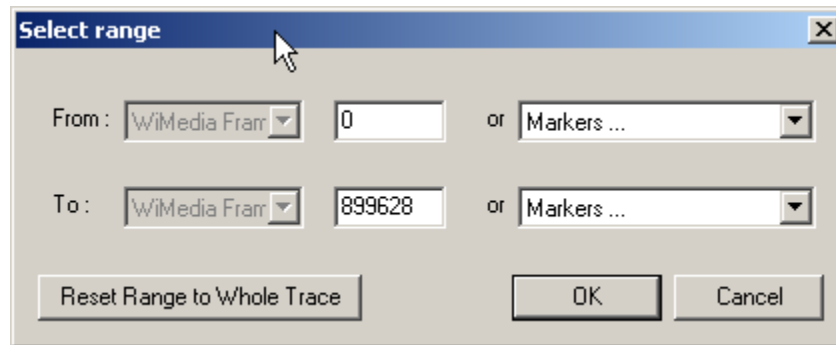 Select range
From : WiMedia Fram 0 or Markers ...
To : WiMedia Fram 899628 or Markers ...
Reset Range to Whole Trace OK Cancel